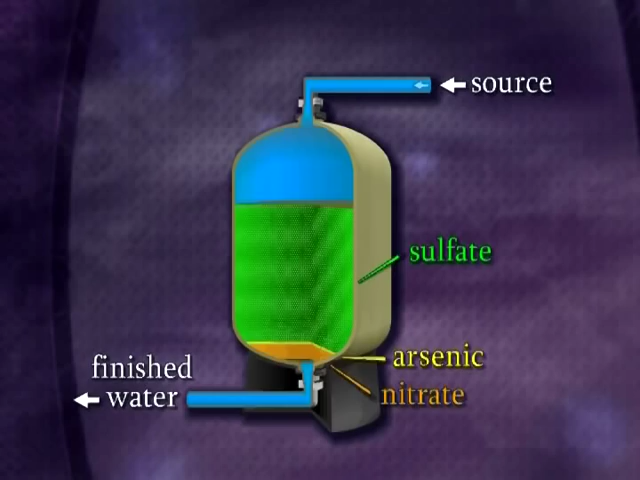 source
sulfate
arsenic
nitrate
finished
water